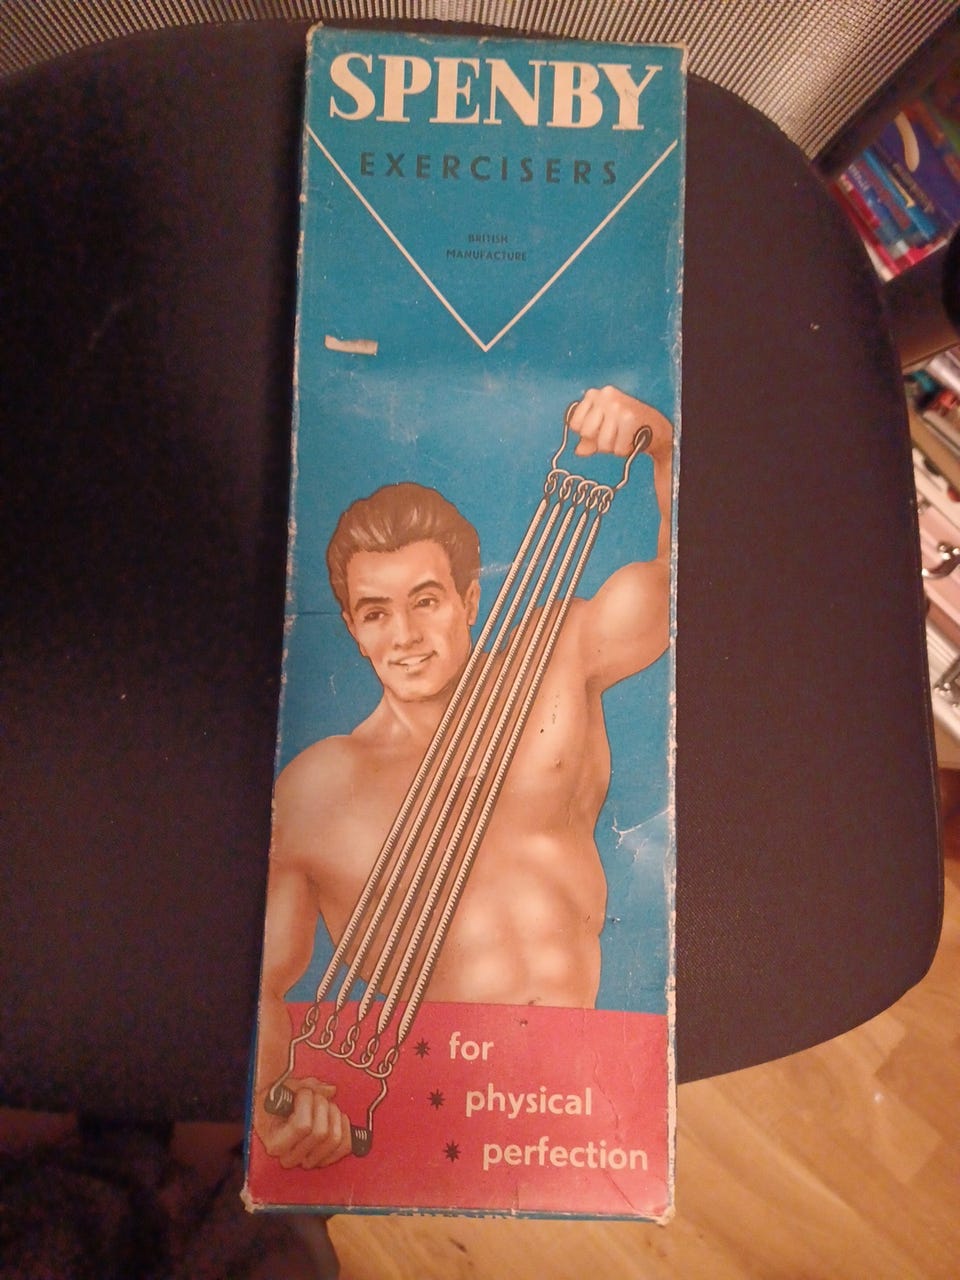 SPENBY
EXERCISERS
BRITISH
MANUFACTURE
* for
* physical
* perfection